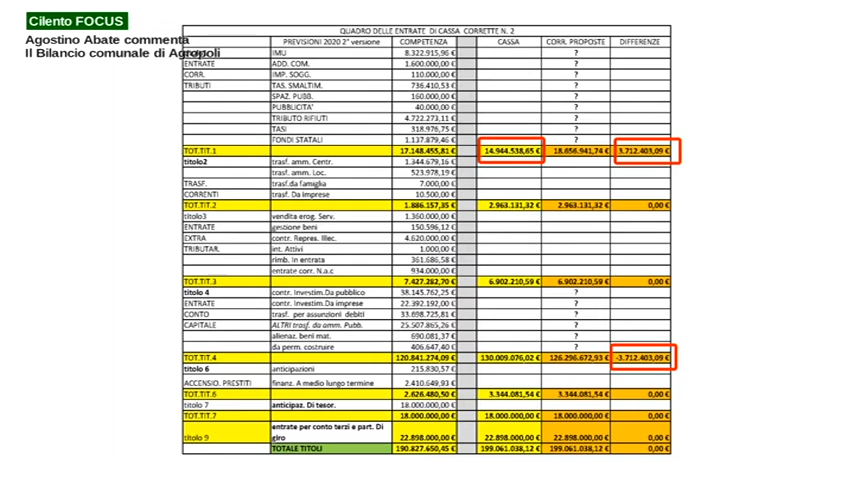 Cilento FOCUS
Agostino Abate commenta
Il Bilancio comunale di Agropoli
QUADRO DELLE ENTRATE DI CASSA CORRETTE N. 2
PREVISIONI 2020 2° versione COMPETENZA CASSA CORR. PROPOSTE DIFFERENZE
IMU 8.322.915,96 € ?
ENTRATE ADD. COM. 1.600.000,00 € ?
CORR. IMP. SOGG. 110.000,00 € ?
TRIBUTI TAS. SMALTIM. 736.410,53 ?
SPAZ. PUBB. 160.000,00 € ?
PUBBLICITA' 40.000,00 € ?
TRIBUTO RIFIUTI 4.722.273,11 € ?
TASI 318.976,75 € ?
FONDI STATALI 1.137.879,46 € ?
TOT.TIT.1 17.148.455,81 € 14.944.538,65 € 18.656.941,74 € 3.712.403,09 €
titolo2 trasf. amm. Centr. 1.344.679,16 €
trasf. amm. Loc. 523.978,19 €
TRASF. trasf.da famiglia 7.000,00 €
CORRENTI trasf. Da Imprese 10.500,00 €
TOT.TIT.2 1.886.157,35 € 2.963.131,32 € 2.963.131,32 € 0,00 €
titolo3 vendita erog. Serv. 1.360.000,00 €
ENTRATE gestione beni 150.596,12 €
EXTRA contr. Repres. Illec. 4.620.000,00 €
TRIBUTAR. int. Attivi 1.000,00 €
rimb. In entrata 361.686,58 €
entrate corr. N.a.c 934.000,00 €
TOT.TIT.3 7.427.282,70 € 6.902.210,59 € 6.902.210,59 € 0,00 €
titolo 4 contr. Investim.Da pubblico 38.145.762,25 € ?
ENTRATE contr. Investim.Da imprese 22.392.192,00 € ?
CONTO trasf. per assunzioni debiti 33.698.725,81 € ?
CAPITALE ALTRI trasf. da amm. Pubb. 25.507.865,26 € ?
alienaz. beni mat. 690.081,37 € ?
da perm. costruire 406.647,40 € ?
TOT.TIT.4 120.841.274,09 € 130.009.076,02 € 126.296.672,93 € -3.712.403,09 €
titolo 6 anticipazioni 215.830,57 €
ACCENSIO. PRESTITI finanz. A medio lungo termine 2.410.649,93 €
TOT.TIT.6 2.626.480,50 € 3.344.081,54 € 3.344.081,54 € 0,00 €
titolo 7 anticipaz. Di tesor. 18.000.000,00 €
TOT.TIT.7 18.000.000,00 € 18.000.000,00 € 18.000.000,00 € 0,00 €
entrate per conto terzi e part. Di
titolo 9 giro 22.898.000,00 € 22.898.000,00 € 22.898.000,00 € 0,00 €
TOTALE TITOLI 190.827.650,45 € 199.061.038,12 € 199.061.038,12 € 0,00 €